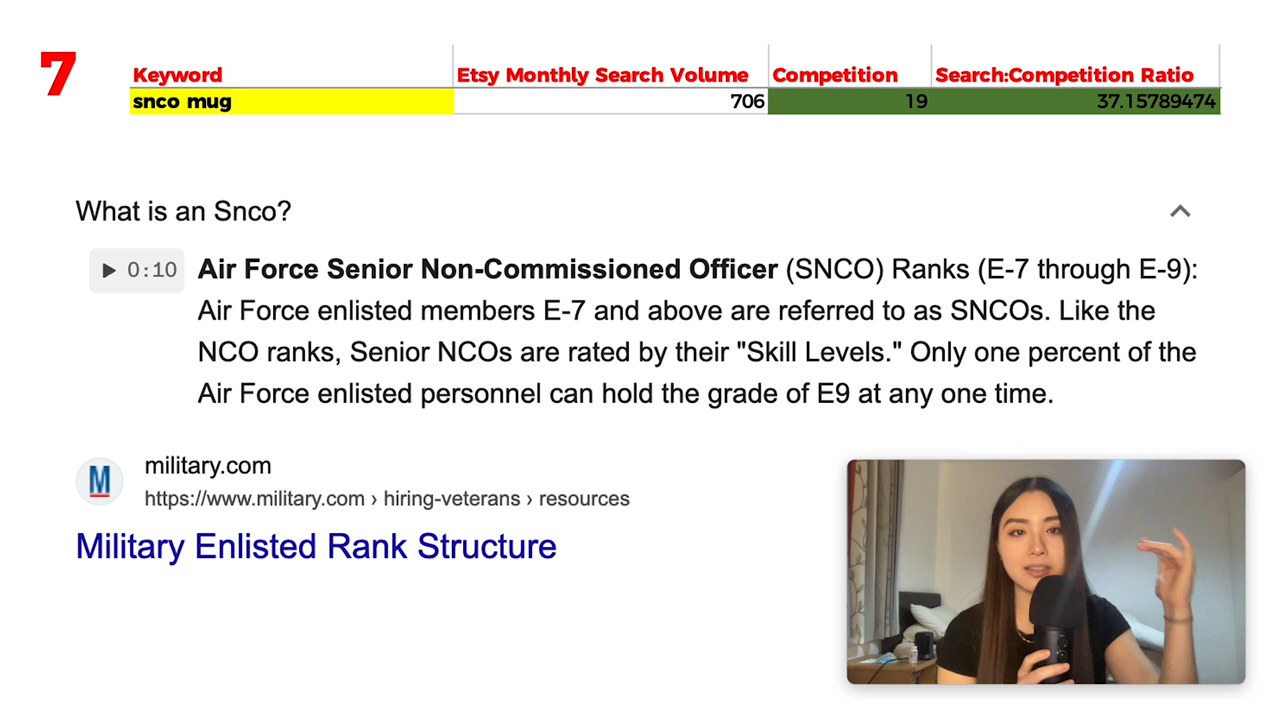 7
Keyword Etsy Monthly Search Volume Competition Search:Competition Ratio
snco mug 706 19 37.15789474
What is an Snco?
0:10 Air Force Senior Non-Commissioned Officer (SNCO) Ranks (E-7 through E-9):
Air Force enlisted members E-7 and above are referred to as SNCOs. Like the
NCO ranks, Senior NCOs are rated by their "Skill Levels." Only one percent of the
Air Force enlisted personnel can hold the grade of E9 at any one time.
M
military.com
https://www.military.com › hiring-veterans › resources
Military Enlisted Rank Structure